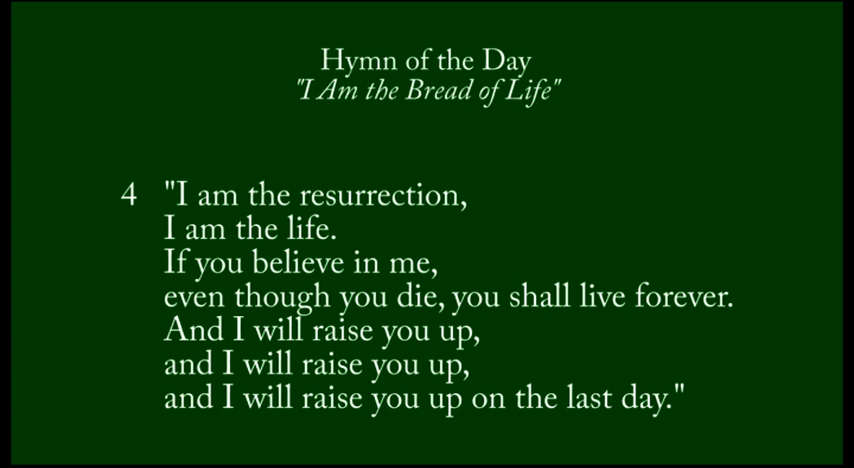 Hymn of the Day
"I Am the Bread of Life"
4 "I am the resurrection,
I am the life.
If you believe in me,
even though you die, you shall live forever.
And I will raise you up,
and I will raise you up,
and I will raise you up on the last day."